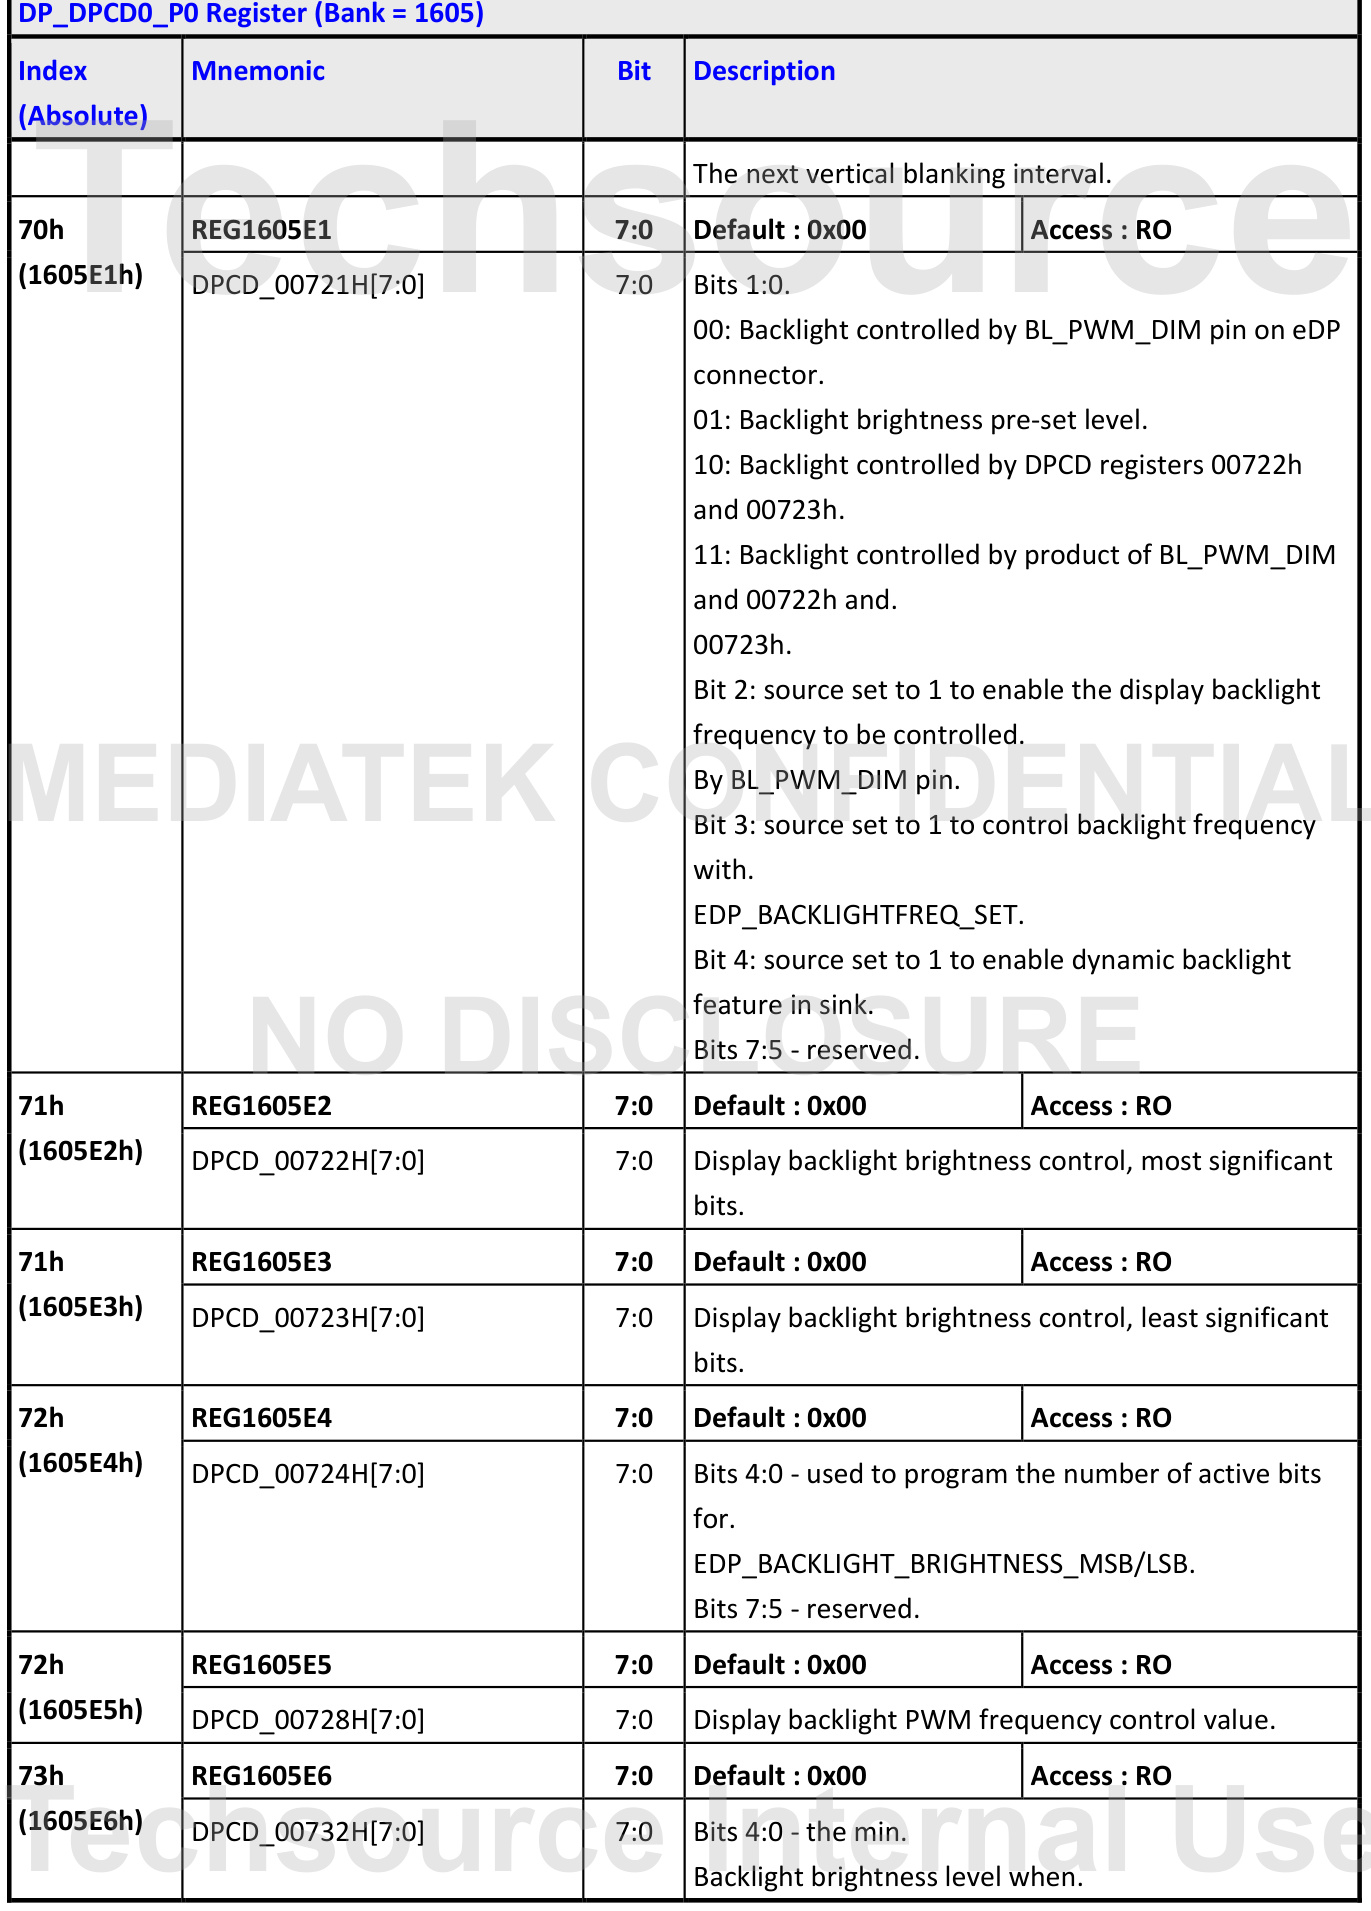 DP_DPCD0_P0 Register (Bank = 1605)
Index (Absolute) Mnemonic Bit Description
The next vertical blanking interval.
70h (1605E1h) REG1605E1 7:0 Default : 0x00 Access : RO
DPCD_00721H[7:0] 7:0 Bits 1:0.
00: Backlight controlled by BL_PWM_DIM pin on eDP
connector.
01: Backlight brightness pre-set level.
10: Backlight controlled by DPCD registers 00722h
and 00723h.
11: Backlight controlled by product of BL_PWM_DIM
and 00722h and.
00723h.
Bit 2: source set to 1 to enable the display backlight
frequency to be controlled.
By BL_PWM_DIM pin.
Bit 3: source set to 1 to control backlight frequency
with.
EDP_BACKLIGHTFREQ_SET.
Bit 4: source set to 1 to enable dynamic backlight
feature in sink.
Bits 7:5 - reserved.
71h (1605E2h) REG1605E2 7:0 Default : 0x00 Access : RO
DPCD_00722H[7:0] 7:0 Display backlight brightness control, most significant
bits.
71h (1605E3h) REG1605E3 7:0 Default : 0x00 Access : RO
DPCD_00723H[7:0] 7:0 Display backlight brightness control, least significant
bits.
72h (1605E4h) REG1605E4 7:0 Default : 0x00 Access : RO
DPCD_00724H[7:0] 7:0 Bits 4:0 - used to program the number of active bits
for.
EDP_BACKLIGHT_BRIGHTNESS_MSB/LSB.
Bits 7:5 - reserved.
72h (1605E5h) REG1605E5 7:0 Default : 0x00 Access : RO
DPCD_00728H[7:0] 7:0 Display backlight PWM frequency control value.
73h (1605E6h) REG1605E6 7:0 Default : 0x00 Access : RO
DPCD_00732H[7:0] 7:0 Bits 4:0 - the min.
Backlight brightness level when.
Techsource
MEDIATEK CONFIDENTIAL
NO DISCLOSURE
Techsource Internal Use